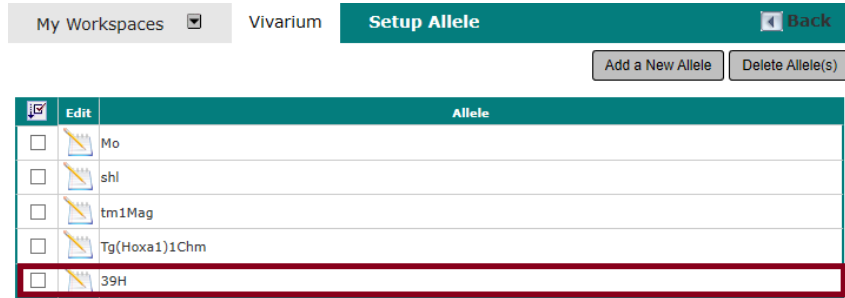 My Workspaces Vivarium Setup Allele Back
Add a New Allele Delete Allele(s)
Edit Allele
Mo
shl
tm1Mag
Tg(Hoxa1)1Chm
39H